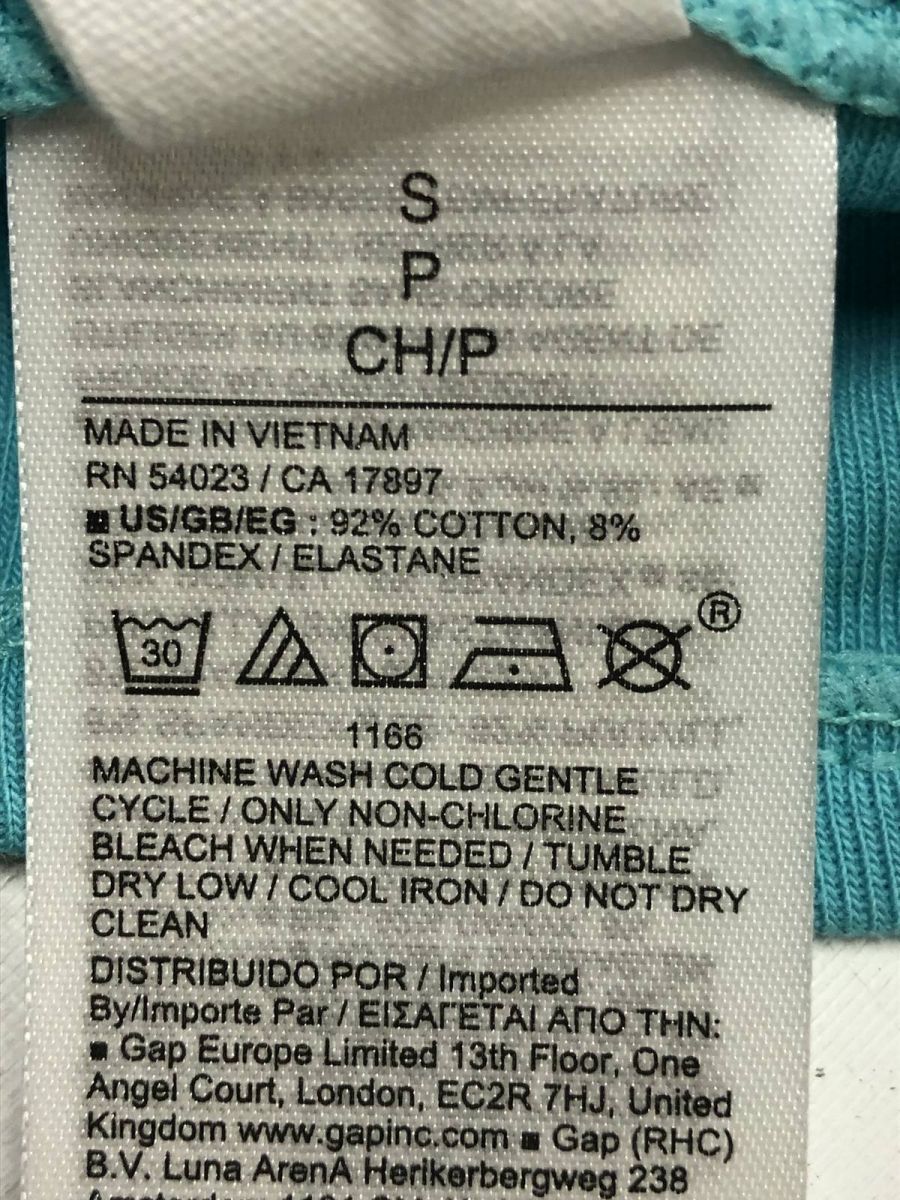 S
P
CH/P
MADE IN VIETNAM
RN 54023 / CA 17897
■ US/GB/EG : 92% COTTON, 8%
SPANDEX / ELASTANE
30
®
1166
MACHINE WASH COLD GENTLE
CYCLE / ONLY NON-CHLORINE
BLEACH WHEN NEEDED / TUMBLE
DRY LOW / COOL IRON / DO NOT DRY
CLEAN
DISTRIBUIDO POR / Imported
By/Importe Par / ΕΙΣΑΓΕΤΑΙ ΑΠΟ ΤΗΝ:
■ Gap Europe Limited 13th Floor, One
Angel Court, London, EC2R 7HJ, United
Kingdom www.gapinc.com ■ Gap (RHC)
B.V. Luna ArenA Herikerbergweg 238